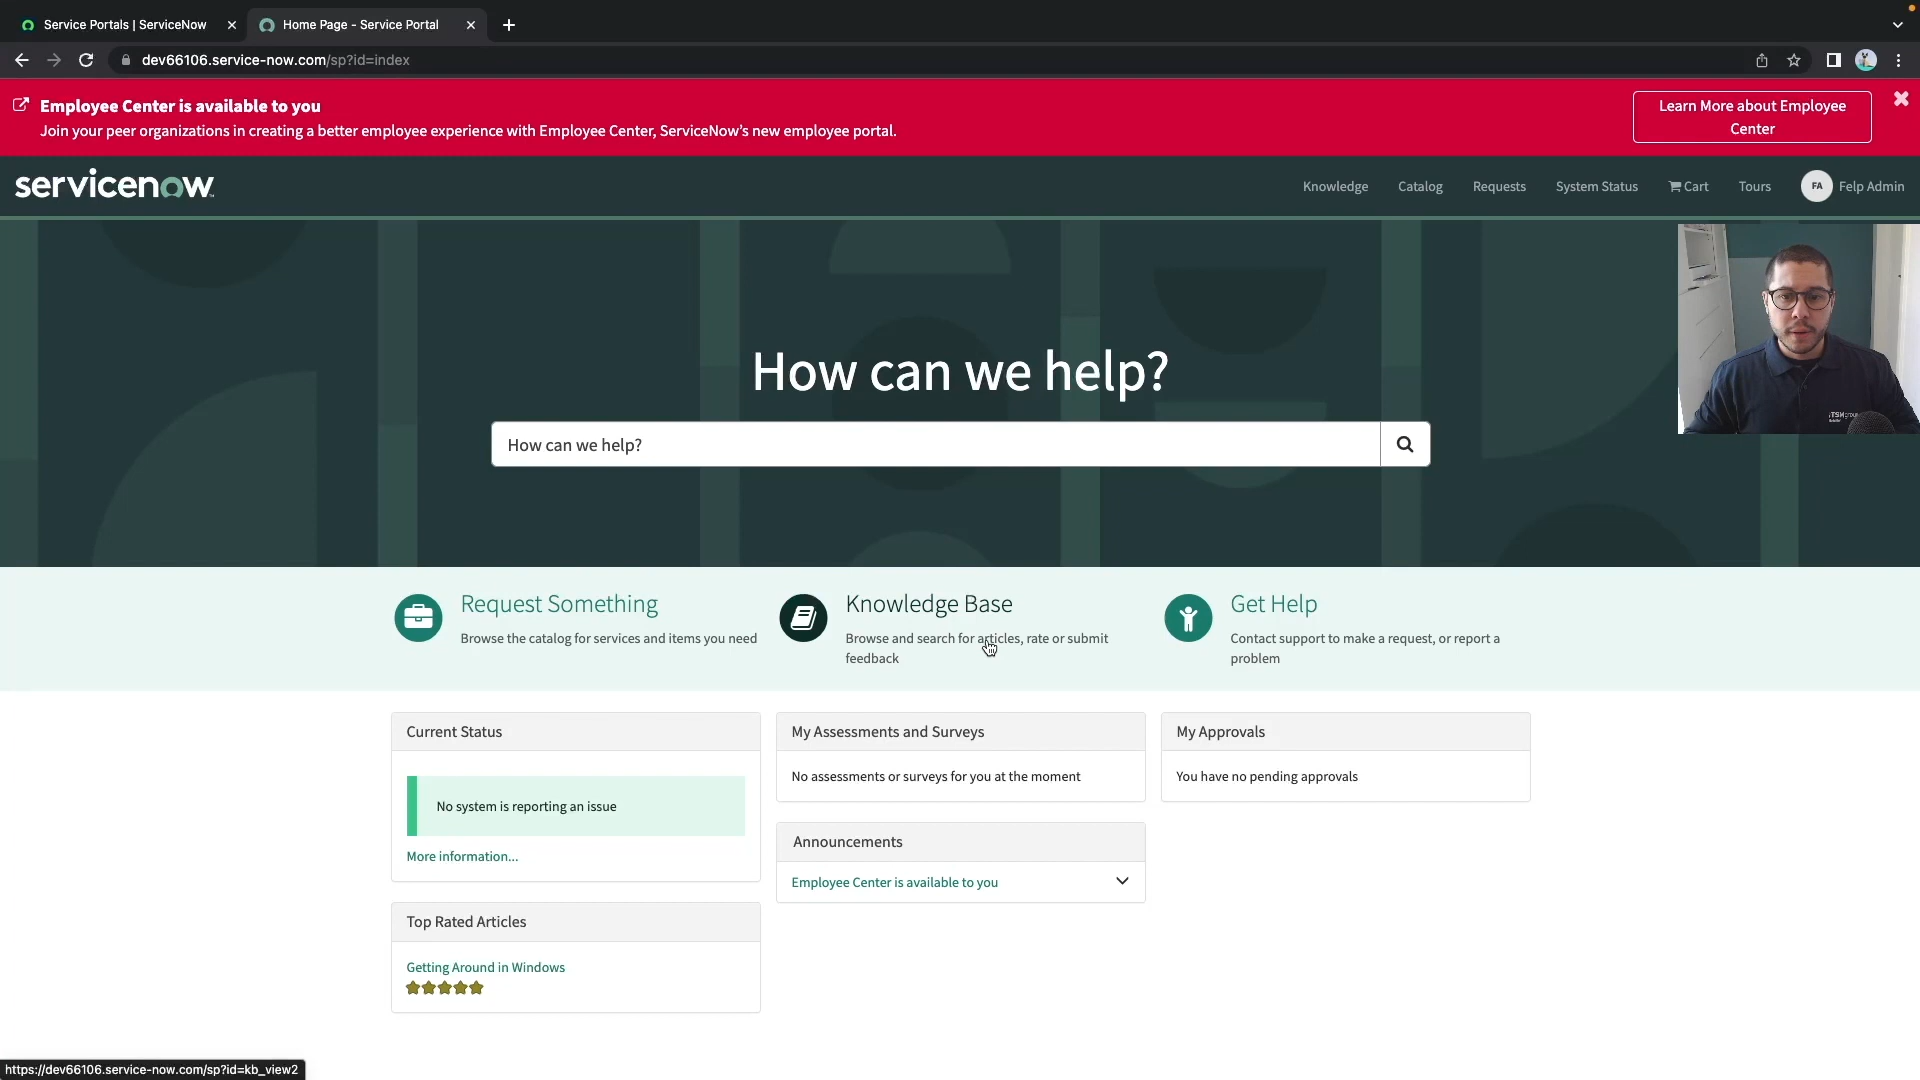 Service Portals | ServiceNow
Home Page - Service Portal
dev66106.service-now.com/sp?id=index
Employee Center is available to you
Join your peer organizations in creating a better employee experience with Employee Center, ServiceNow's new employee portal.
Learn More about Employee
Center
servicenow
Knowledge
Catalog
Requests
System Status
Cart
Tours
FA
Felp Admin
How can we help?
How can we help?
Request Something
Browse the catalog for services and items you need
Knowledge Base
Browse and search for articles, rate or submit
feedback
Get Help
Contact support to make a request, or report a
problem
Current Status
No system is reporting an issue
More information...
My Assessments and Surveys
No assessments or surveys for you at the moment
My Approvals
You have no pending approvals
Announcements
Employee Center is available to you
Top Rated Articles
Getting Around in Windows
https://dev66106.service-now.com/sp?id=kb_view2